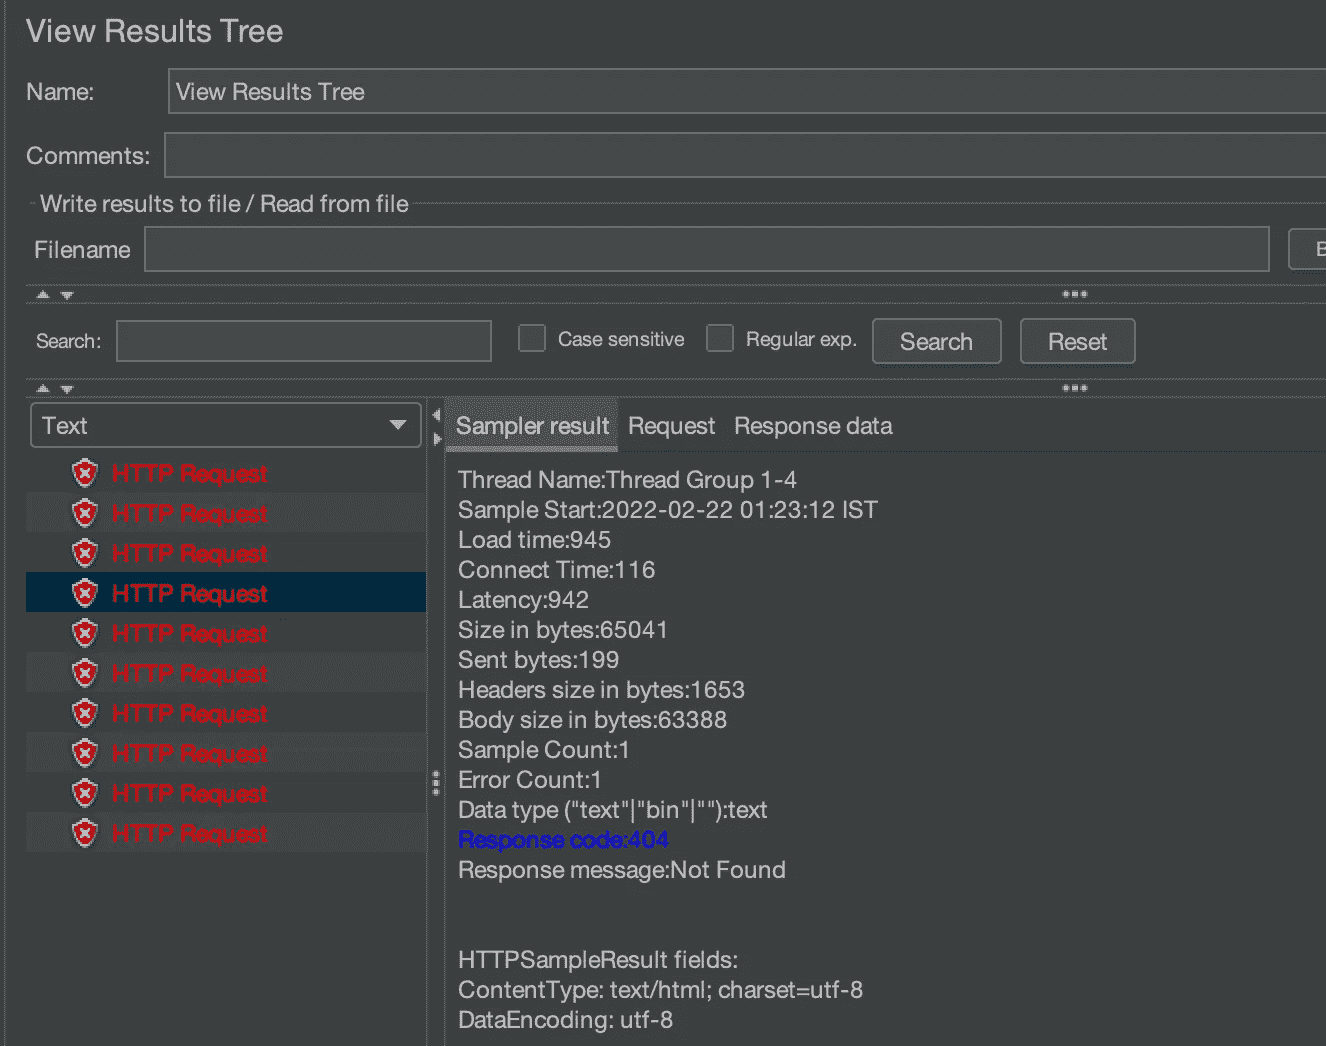 View Results Tree
Name: View Results Tree
Comments:
Write results to file / Read from file
Filename B
Search: Case sensitive Regular exp. Search Reset
Text
Sampler result Request Response data
HTTP Request
HTTP Request
HTTP Request
HTTP Request
HTTP Request
HTTP Request
HTTP Request
HTTP Request
HTTP Request
HTTP Request
Thread Name:Thread Group 1-4
Sample Start:2022-02-22 01:23:12 IST
Load time:945
Connect Time:116
Latency:942
Size in bytes:65041
Sent bytes:199
Headers size in bytes:1653
Body size in bytes:63388
Sample Count:1
Error Count:1
Data type ("text"|"bin"|""):text
Response code:404
Response message:Not Found
HTTPSampleResult fields:
ContentType: text/html; charset=utf-8
DataEncoding: utf-8